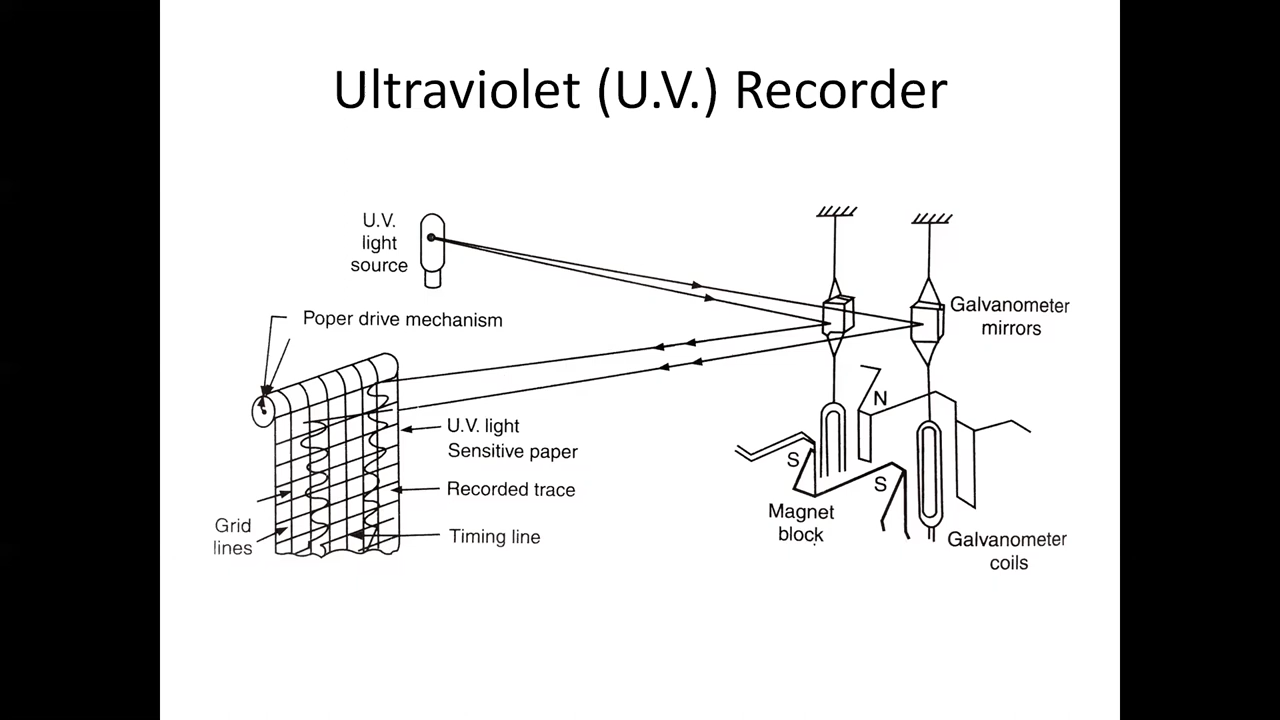 Ultraviolet (U.V.) Recorder
U.V.
light
source
Poper drive mechanism
Galvanometer
mirrors
N
U.V. light
Sensitive paper
S
S
Recorded trace
Magnet
block
Grid
lines
Timing line
Galvanometer
coils